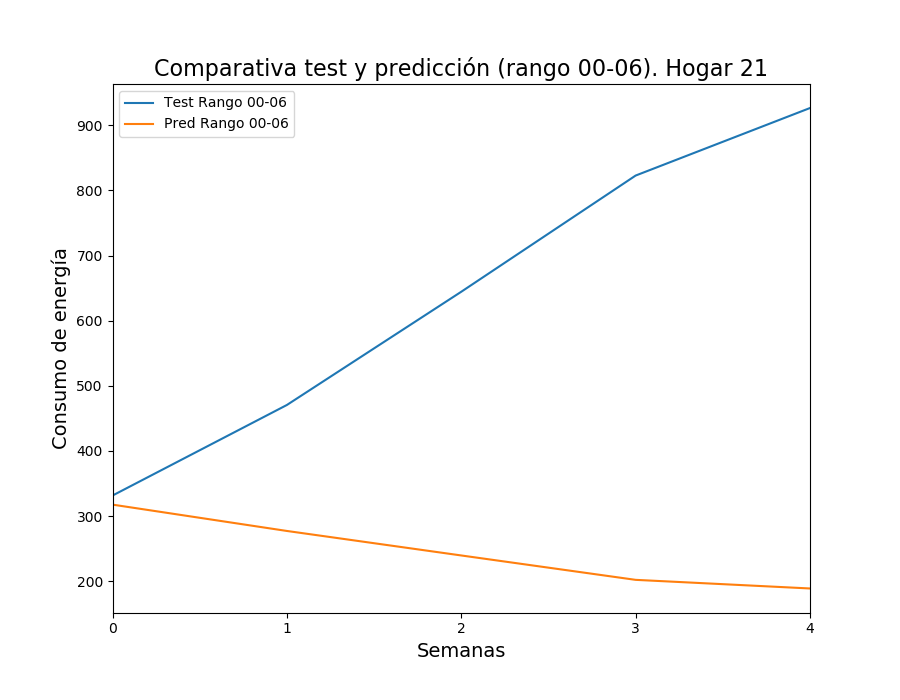 Comparativa test y predicción (rango 00-06). Hogar 21
Test Rango 00-06
Pred Rango 00-06
Consumo de energía
900
800
700
600
500
400
300
200
0 1 2 3 4
Semanas